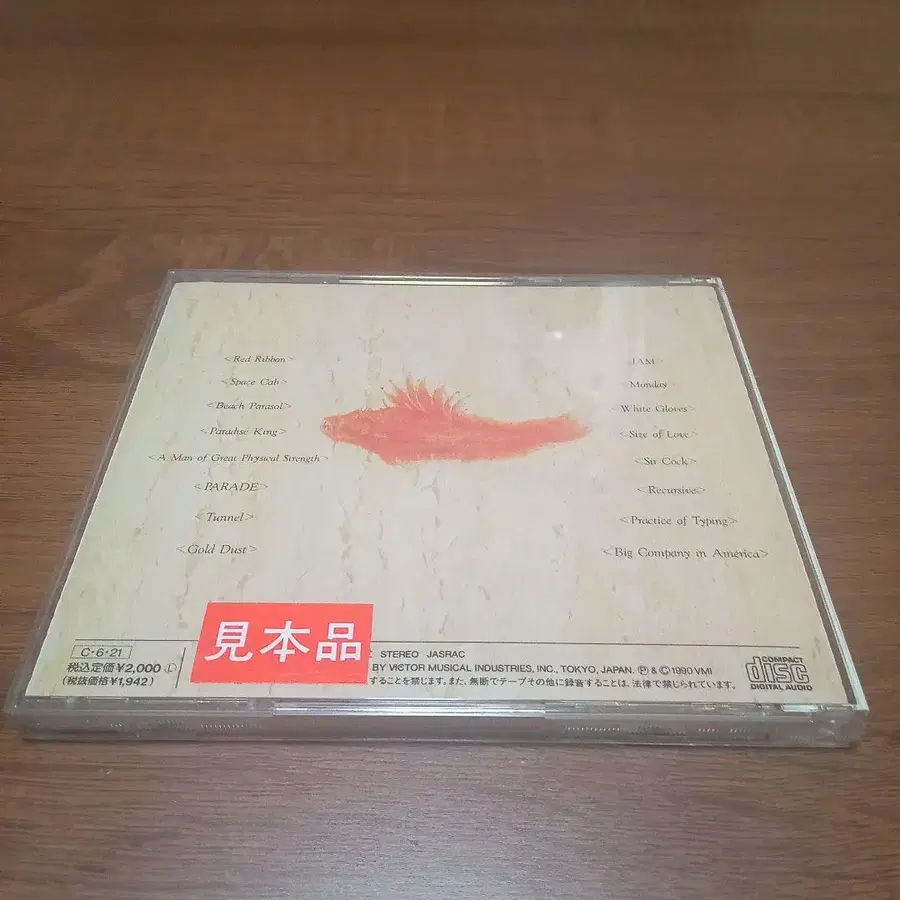 <Red Ribbon>
<Space Cab>
<Beach Parasol>
<Paradise King>
<A Man of Great Physical Strength>
<PARADE>
<Tunnel>
<Gold Dust>
<JAM>
<Monday>
<White Gloves>
<Size of Love>
<Sir Cock>
<Recursive>
<Practice of Typing>
<Big Company in America>
見本品
C・6・21
税込定価¥2,000 Ⓛ
(税抜価格¥1,942)
STEREO JASRAC
BY VICTOR MUSICAL INDUSTRIES, INC., TOKYO, JAPAN. Ⓟ & © 1990 VMI
することを禁じます。また、無断でテープその他に録音することは、法律で禁じられています。
COMPACT
disc
DIGITAL AUDIO